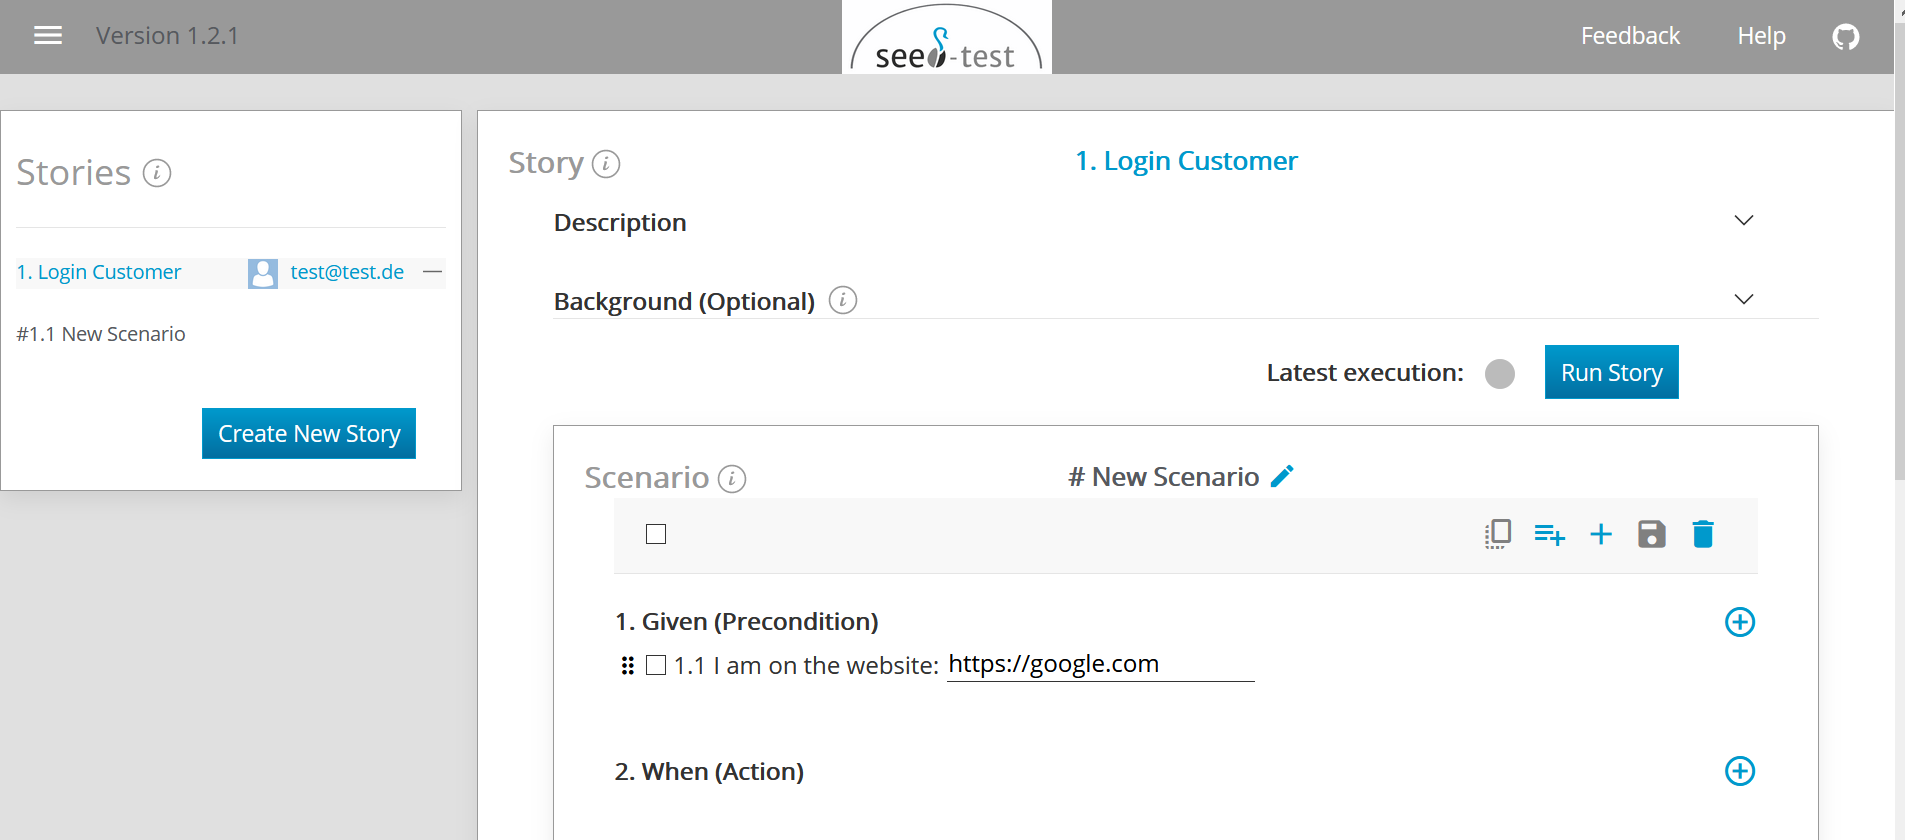 Version 1.2.1
seed-test
Feedback
Help
Stories
1. Login Customer
test@test.de
#1.1 New Scenario
Create New Story
Story
1. Login Customer
Description
Background (Optional)
Latest execution:
Run Story
Scenario
# New Scenario
1. Given (Precondition)
1.1 I am on the website: https://google.com
2. When (Action)